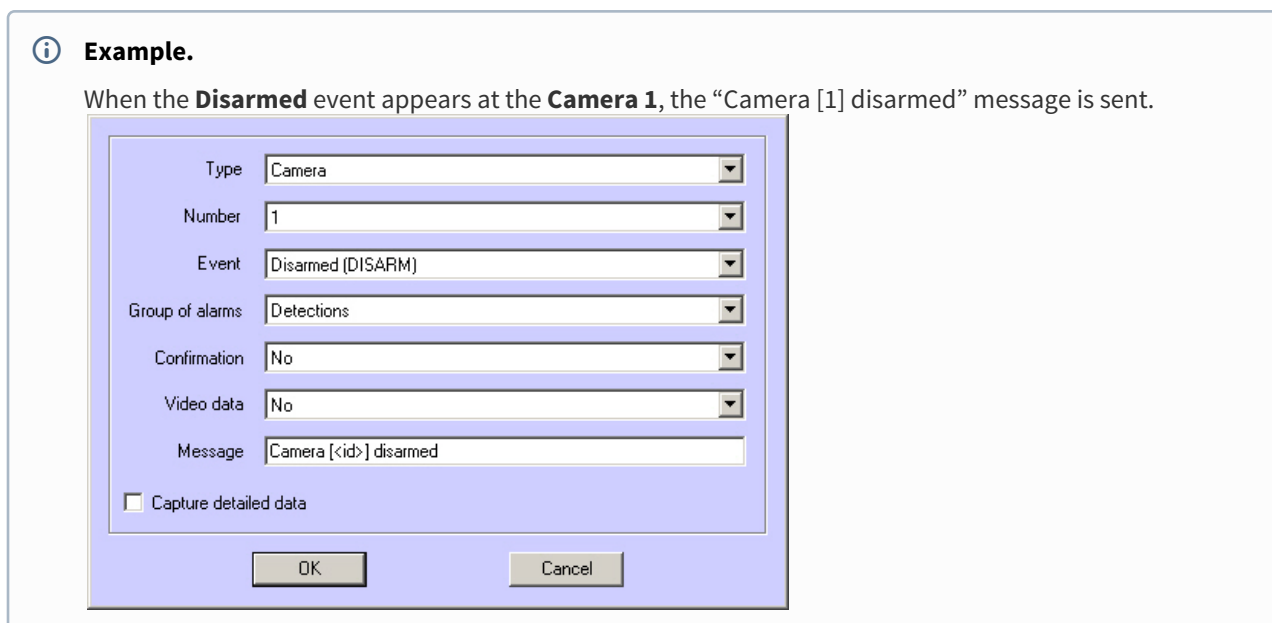 Example.
When the Disarmed event appears at the Camera 1, the “Camera [1] disarmed” message is sent.
Type Camera
Number 1
Event Disarmed (DISARM)
Group of alarms Detections
Confirmation No
Video data No
Message Camera [<id>] disarmed
Capture detailed data
OK Cancel